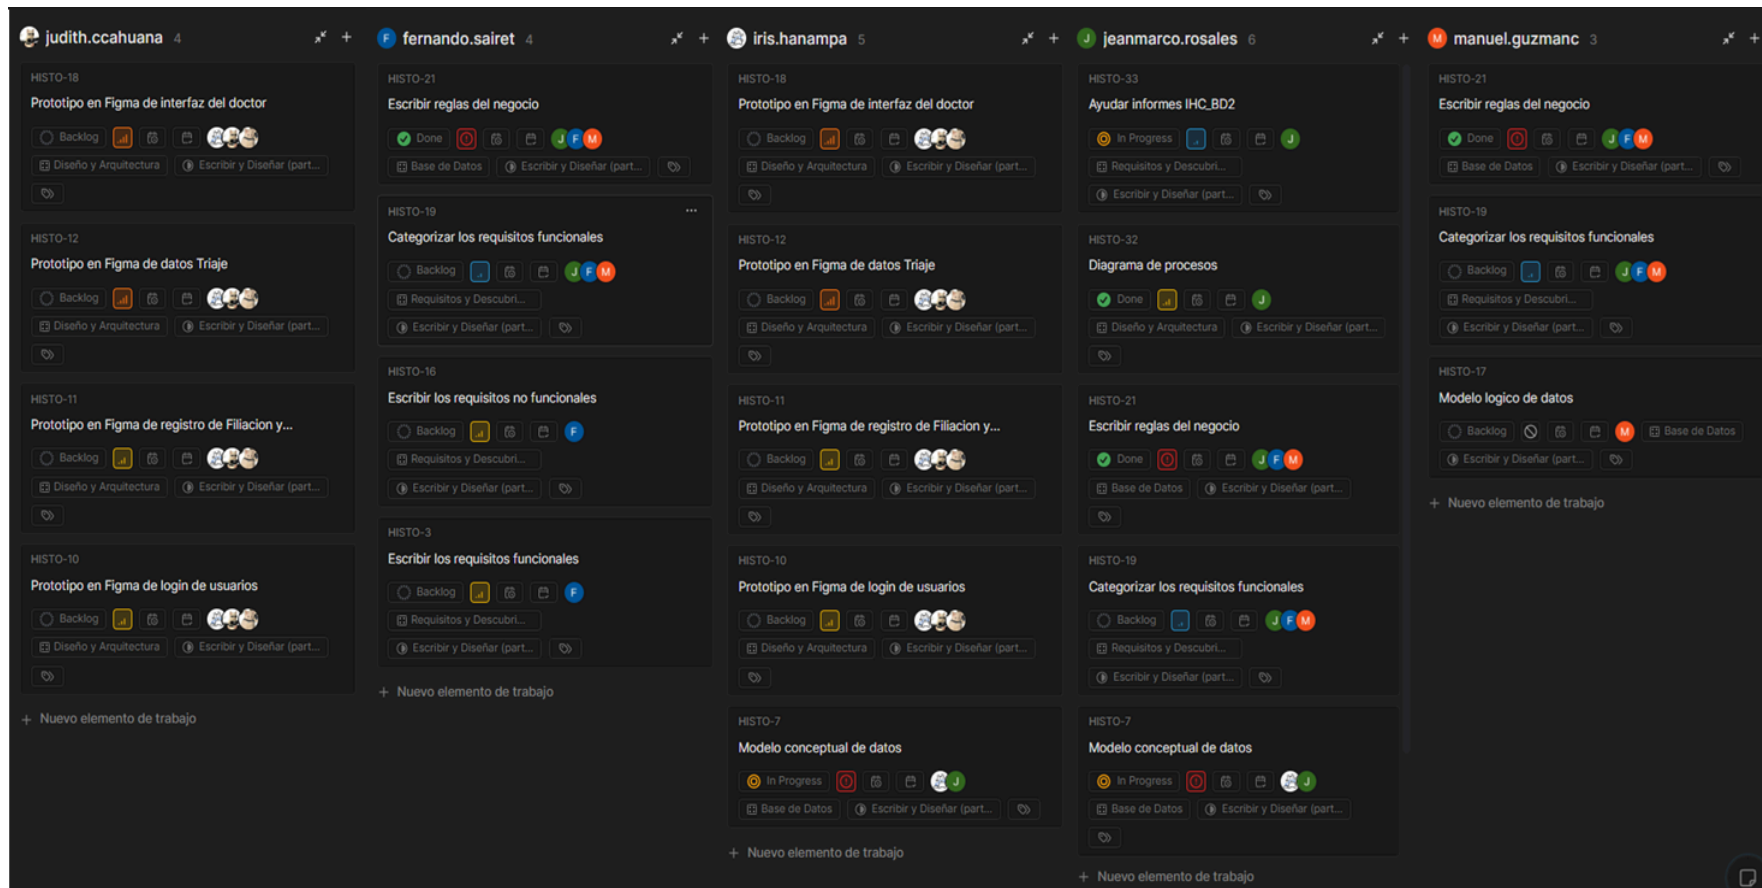 judith.ccahuana 4
HISTO-18
Prototipo en Figma de interfaz del doctor
Backlog
Diseño y Arquitectura Escribir y Diseñar (part...
HISTO-12
Prototipo en Figma de datos Triaje
Backlog
Diseño y Arquitectura Escribir y Diseñar (part...
HISTO-11
Prototipo en Figma de registro de Filiacion y...
Backlog
Diseño y Arquitectura Escribir y Diseñar (part...
HISTO-10
Prototipo en Figma de login de usuarios
Backlog
Diseño y Arquitectura Escribir y Diseñar (part...
+ Nuevo elemento de trabajo
F fernando.sairet 4
HISTO-21
Escribir reglas del negocio
Done J F M
Base de Datos Escribir y Diseñar (part...
HISTO-19 ...
Categorizar los requisitos funcionales
Backlog J F M
Requisitos y Descubri...
Escribir y Diseñar (part...
HISTO-16
Escribir los requisitos no funcionales
Backlog F
Requisitos y Descubri...
Escribir y Diseñar (part...
HISTO-3
Escribir los requisitos funcionales
Backlog F
Requisitos y Descubri...
Escribir y Diseñar (part...
+ Nuevo elemento de trabajo
iris.hanampa 5
HISTO-18
Prototipo en Figma de interfaz del doctor
Backlog
Diseño y Arquitectura Escribir y Diseñar (part...
HISTO-12
Prototipo en Figma de datos Triaje
Backlog
Diseño y Arquitectura Escribir y Diseñar (part...
HISTO-11
Prototipo en Figma de registro de Filiacion y...
Backlog
Diseño y Arquitectura Escribir y Diseñar (part...
HISTO-10
Prototipo en Figma de login de usuarios
Backlog
Diseño y Arquitectura Escribir y Diseñar (part...
HISTO-7
Modelo conceptual de datos
In Progress J
Base de Datos Escribir y Diseñar (part...
+ Nuevo elemento de trabajo
J jeanmarco.rosales 6
HISTO-33
Ayudar informes IHC_BD2
In Progress J
Requisitos y Descubri...
Escribir y Diseñar (part...
HISTO-32
Diagrama de procesos
Done J
Diseño y Arquitectura Escribir y Diseñar (part...
HISTO-21
Escribir reglas del negocio
Done J F M
Base de Datos Escribir y Diseñar (part...
HISTO-19
Categorizar los requisitos funcionales
Backlog J F M
Requisitos y Descubri...
Escribir y Diseñar (part...
HISTO-7
Modelo conceptual de datos
In Progress J
Base de Datos Escribir y Diseñar (part...
+ Nuevo elemento de trabajo
M manuel.guzmanc 3
HISTO-21
Escribir reglas del negocio
Done J F M
Base de Datos Escribir y Diseñar (part...
HISTO-19
Categorizar los requisitos funcionales
Backlog J F M
Requisitos y Descubri...
Escribir y Diseñar (part...
HISTO-17
Modelo logico de datos
Backlog M Base de Datos
Escribir y Diseñar (part...
+ Nuevo elemento de trabajo